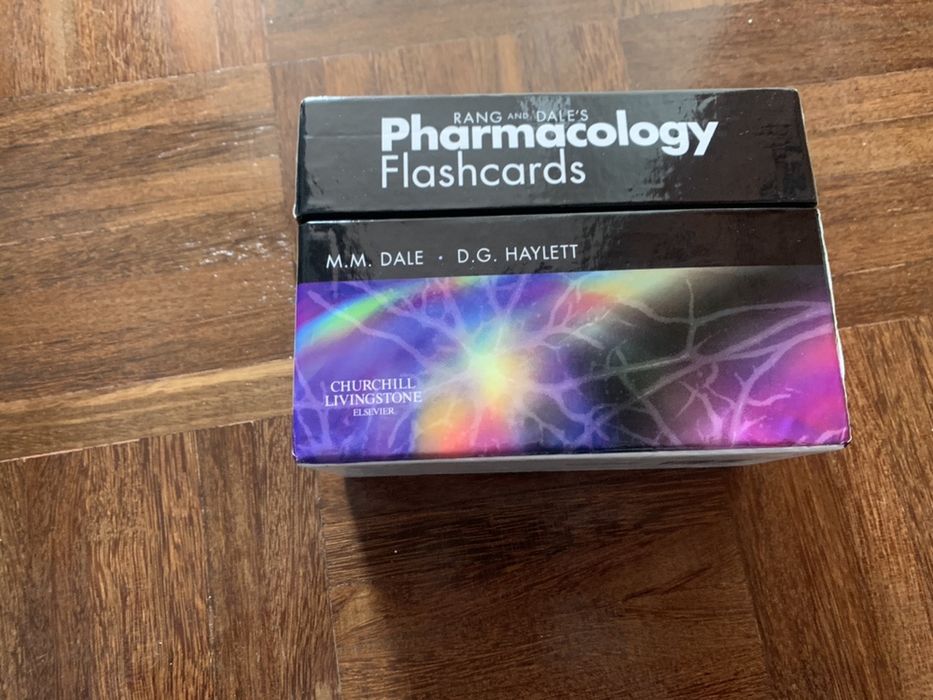 RANG AND DALE'S
Pharmacology
Flashcards
M.M. DALE · D.G. HAYLETT
CHURCHILL
LIVINGSTONE
ELSEVIER